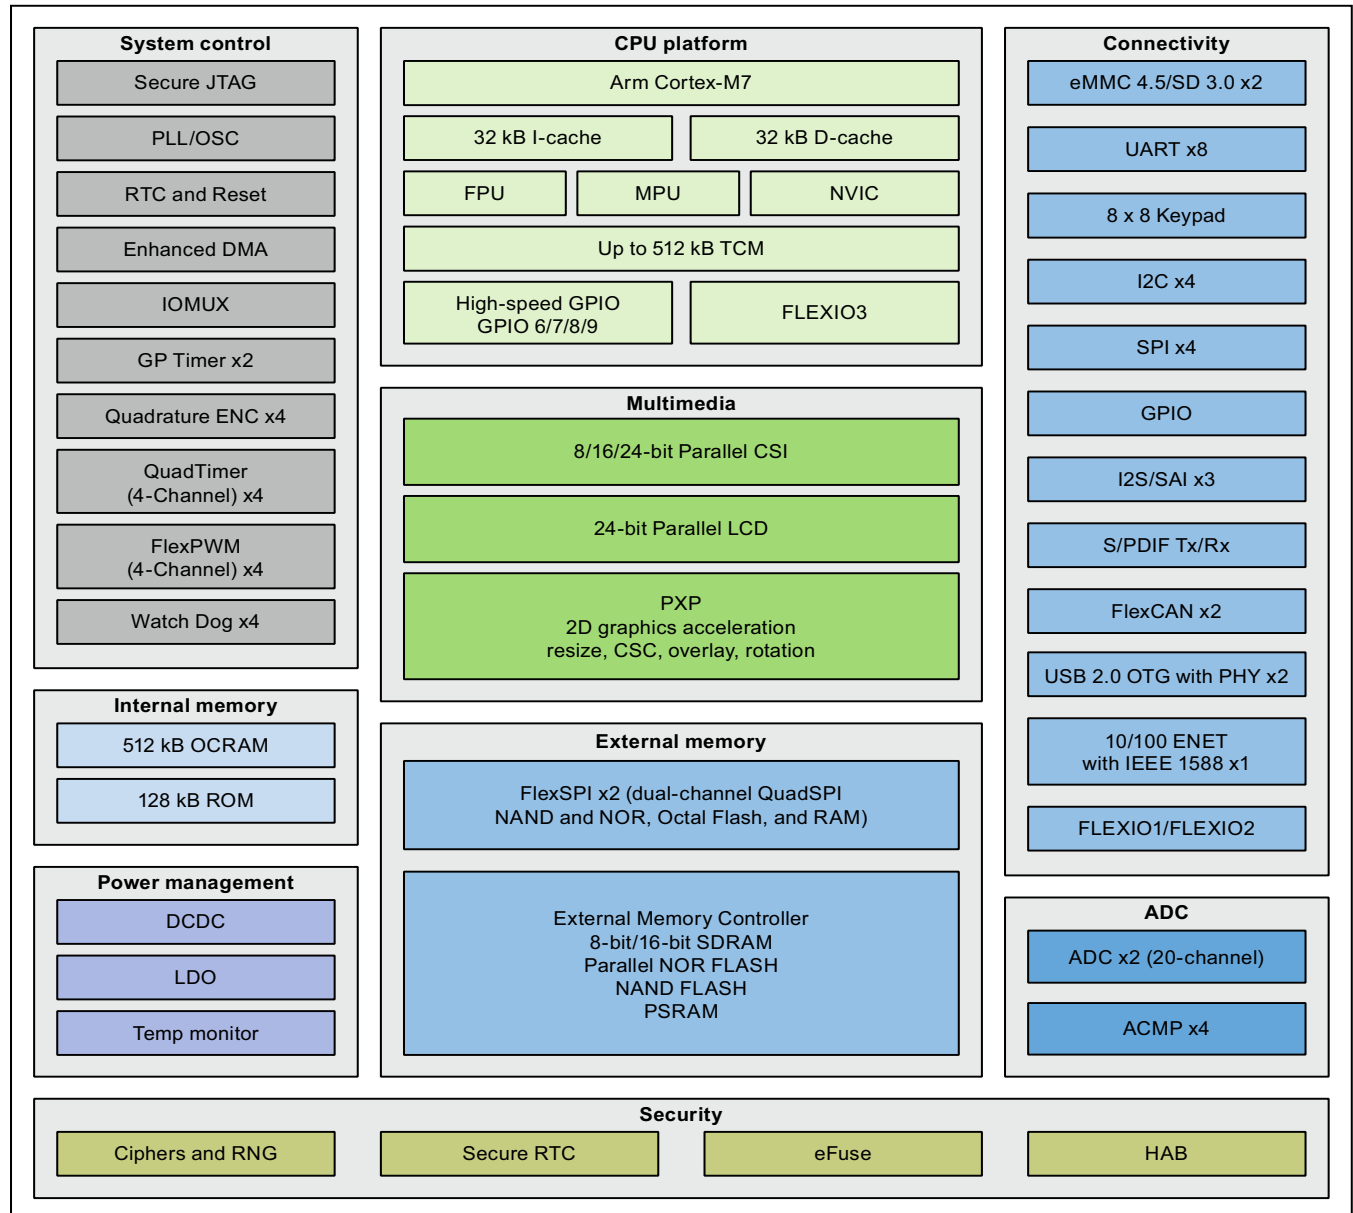 System control
Secure JTAG
PLL/OSC
RTC and Reset
Enhanced DMA
IOMUX
GP Timer x2
Quadrature ENC x4
QuadTimer
(4-Channel) x4
FlexPWM
(4-Channel) x4
Watch Dog x4
Internal memory
512 kB OCRAM
128 kB ROM
Power management
DCDC
LDO
Temp monitor
CPU platform
Arm Cortex-M7
32 kB I-cache
32 kB D-cache
FPU
MPU
NVIC
Up to 512 kB TCM
High-speed GPIO
GPIO 6/7/8/9
FLEXIO3
Multimedia
8/16/24-bit Parallel CSI
24-bit Parallel LCD
PXP
2D graphics acceleration
resize, CSC, overlay, rotation
External memory
FlexSPI x2 (dual-channel QuadSPI
NAND and NOR, Octal Flash, and RAM)
External Memory Controller
8-bit/16-bit SDRAM
Parallel NOR FLASH
NAND FLASH
PSRAM
Connectivity
eMMC 4.5/SD 3.0 x2
UART x8
8 x 8 Keypad
I2C x4
SPI x4
GPIO
I2S/SAI x3
S/PDIF Tx/Rx
FlexCAN x2
USB 2.0 OTG with PHY x2
10/100 ENET
with IEEE 1588 x1
FLEXIO1/FLEXIO2
ADC
ADC x2 (20-channel)
ACMP x4
Security
Ciphers and RNG
Secure RTC
eFuse
HAB